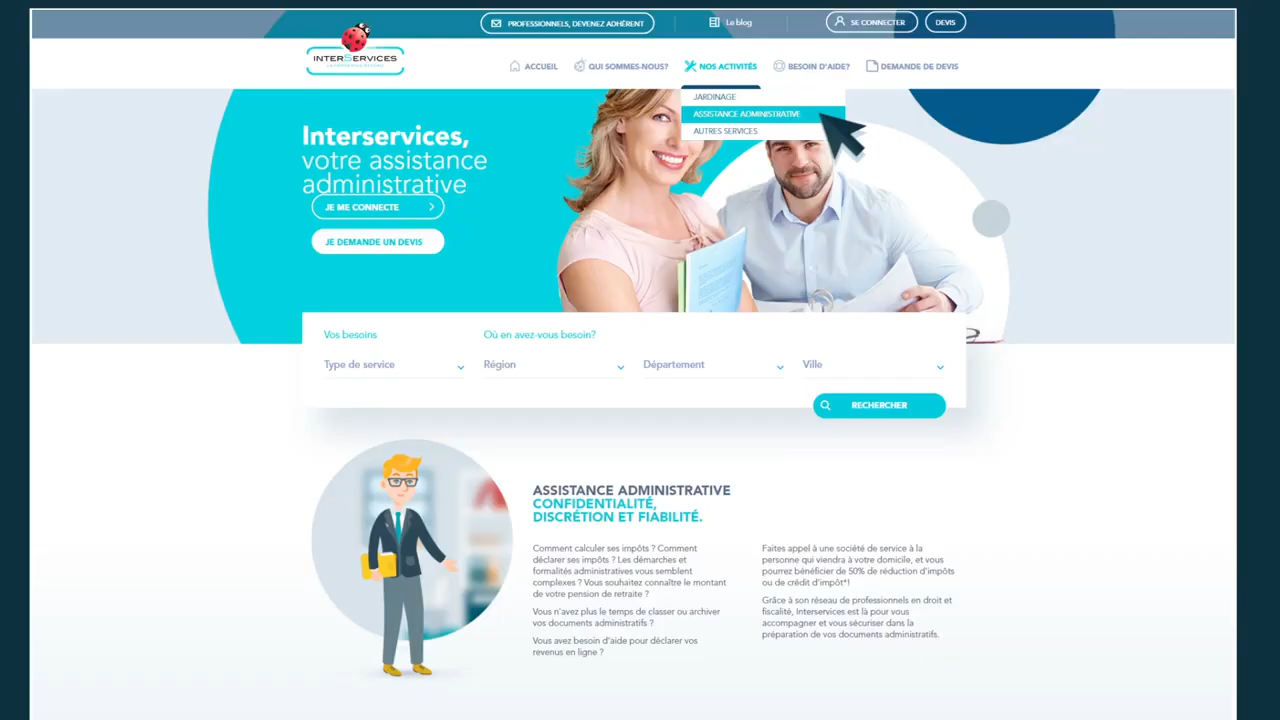 PROFESSIONNELS, DEVENEZ ADHÉRENT
Le blog
SE CONNECTER
DEVIS
INTERSERVICES
ACCUEIL
QUI SOMMES-NOUS?
NOS ACTIVITÉS
BESOIN D'AIDE?
DEMANDE DE DEVIS
JARDINAGE
ASSISTANCE ADMINISTRATIVE
AUTRES SERVICES
Interservices,
votre assistance
administrative
JE ME CONNECTE
JE DEMANDE UN DEVIS
Vos besoins
Où en avez-vous besoin?
Type de service
Région
Département
Ville
RECHERCHER
ASSISTANCE ADMINISTRATIVE
CONFIDENTIALITÉ,
DISCRÉTION ET FIABILITÉ.
Comment calculer ses impôts ? Comment
déclarer ses impôts ? Les démarches et
formalités administratives vous semblent
complexes ? Vous souhaitez connaître le montant
de votre pension de retraite ?
Vous n'avez plus le temps de classer ou archiver
vos documents administratifs ?
Vous avez besoin d'aide pour déclarer vos
revenus en ligne ?
Faites appel à une société de service à la
personne qui viendra à votre domicile, et vous
pourrez bénéficier de 50% de réduction d'impôts
ou de crédit d'impôt*!
Grâce à son réseau de professionnels en droit et
fiscalité, Interservices est là pour vous
accompagner et vous sécuriser dans la
préparation de vos documents administratifs.